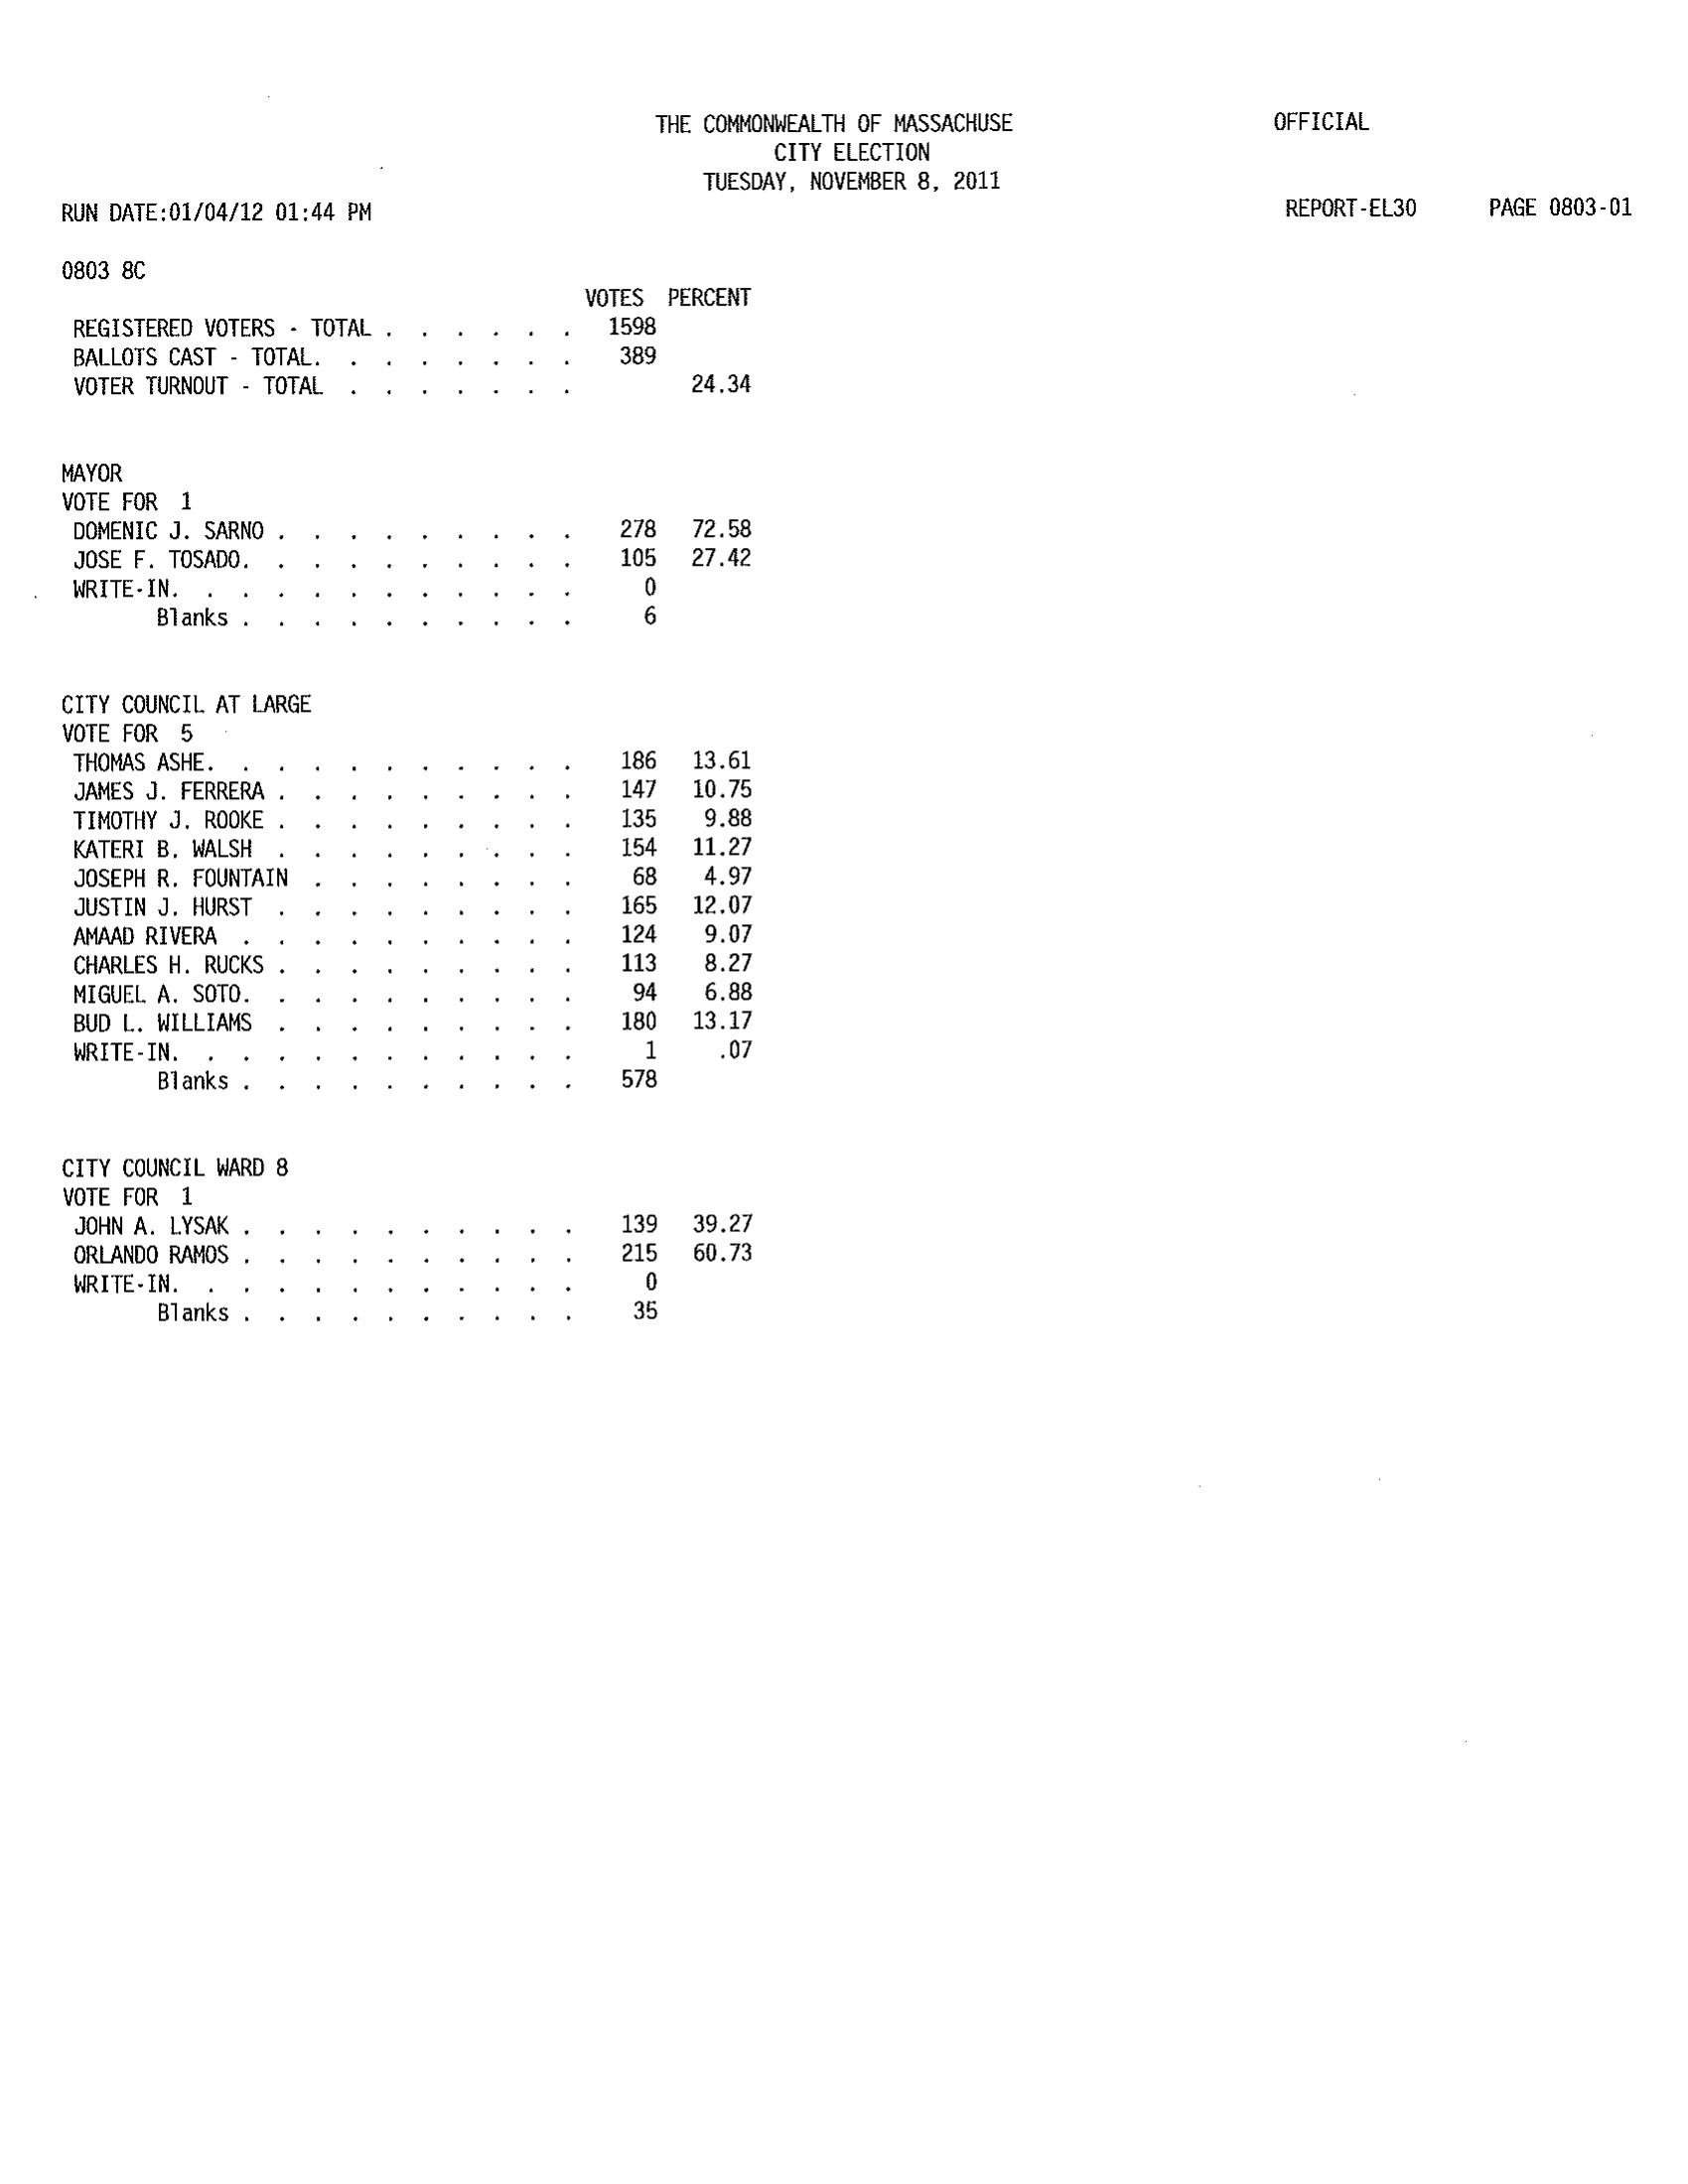 THE COMMONWEALTH OF MASSACHUSE OFFICIAL
CITY ELECTION
TUESDAY, NOVEMBER 8, 2011
RUN DATE:01/04/12 01:44 PM REPORT-EL30 PAGE 0803-01
0803 8C
VOTES PERCENT
REGISTERED VOTERS - TOTAL . . . . . . 1598
BALLOTS CAST - TOTAL. . . . . . . . 389
VOTER TURNOUT - TOTAL . . . . . . . 24.34
MAYOR
VOTE FOR 1
DOMENIC J. SARNO . . . . . . . . . 278 72.58
JOSE F. TOSADO. . . . . . . . . . 105 27.42
WRITE-IN. . . . . . . . . . . . 0
Blanks . . . . . . . . . . 6
CITY COUNCIL AT LARGE
VOTE FOR 5
THOMAS ASHE. . . . . . . . . . . 186 13.61
JAMES J. FERRERA . . . . . . . . . 147 10.75
TIMOTHY J. ROOKE . . . . . . . . . 135 9.88
KATERI B. WALSH . . . . . . . . . 154 11.27
JOSEPH R. FOUNTAIN . . . . . . . . 68 4.97
JUSTIN J. HURST . . . . . . . . . 165 12.07
AMAAD RIVERA . . . . . . . . . . 124 9.07
CHARLES H. RUCKS . . . . . . . . . 113 8.27
MIGUEL A. SOTO. . . . . . . . . . 94 6.88
BUD L. WILLIAMS . . . . . . . . . 180 13.17
WRITE-IN. . . . . . . . . . . . 1 .07
Blanks . . . . . . . . . . 578
CITY COUNCIL WARD 8
VOTE FOR 1
JOHN A. LYSAK . . . . . . . . . . 139 39.27
ORLANDO RAMOS . . . . . . . . . . 215 60.73
WRITE-IN. . . . . . . . . . . . 0
Blanks . . . . . . . . . . 35